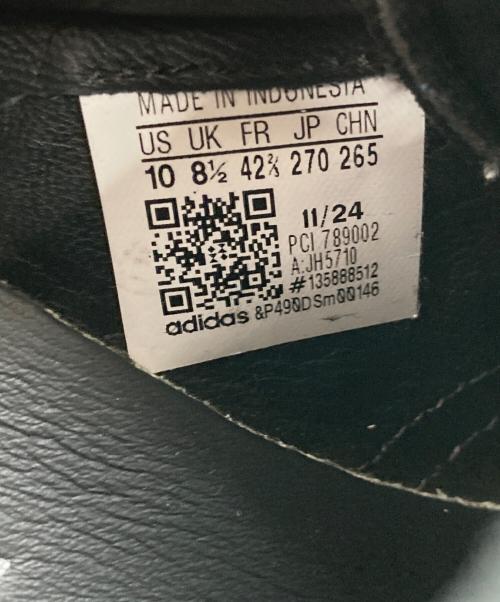 MADE IN INDONESIA
US UK FR JP CHN
10 8½ 42⅔ 270 265
11/24
PCI 789002
A:JH5710
#135888512
adidas &P490DSm00146